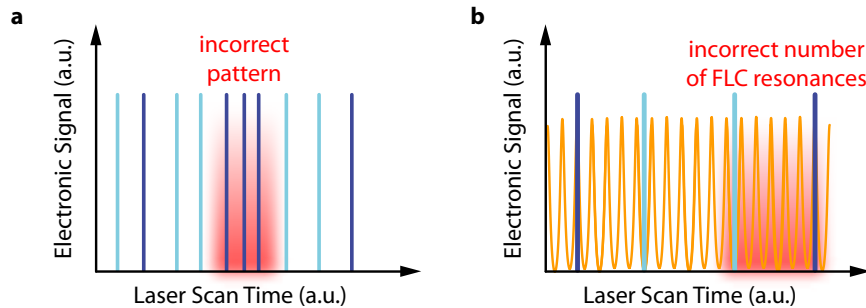 a
incorrect
pattern
Electronic Signal (a.u.)
Laser Scan Time (a.u.)
b
incorrect number
of FLC resonances
Electronic Signal (a.u.)
Laser Scan Time (a.u.)